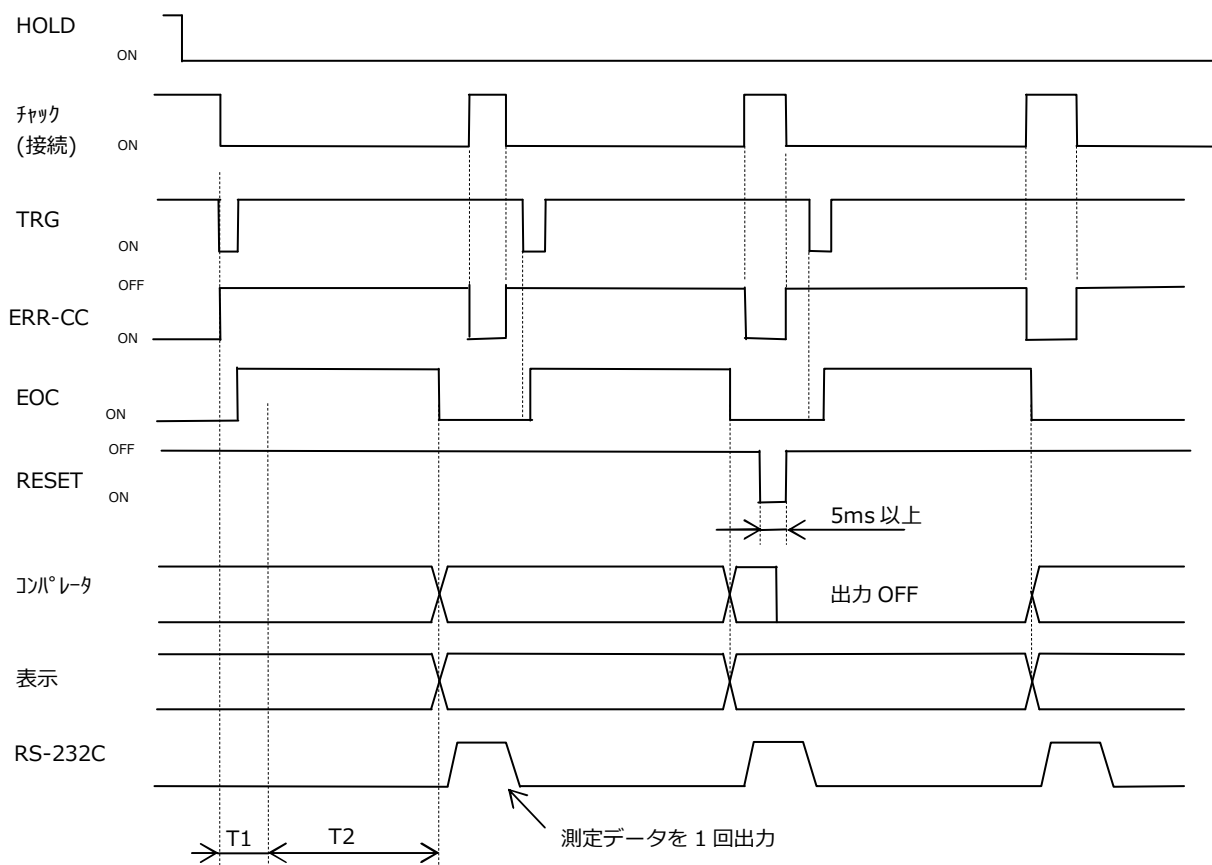 HOLD
ON
ﾁｬｯｸ
(接続)
ON
TRG
ON
OFF
ERR-CC
ON
EOC
ON
OFF
RESET
ON
5ms 以上
ｺﾝﾊﾟﾚｰﾀ
出力 OFF
表示
RS-232C
T1
T2
測定データを 1 回出力